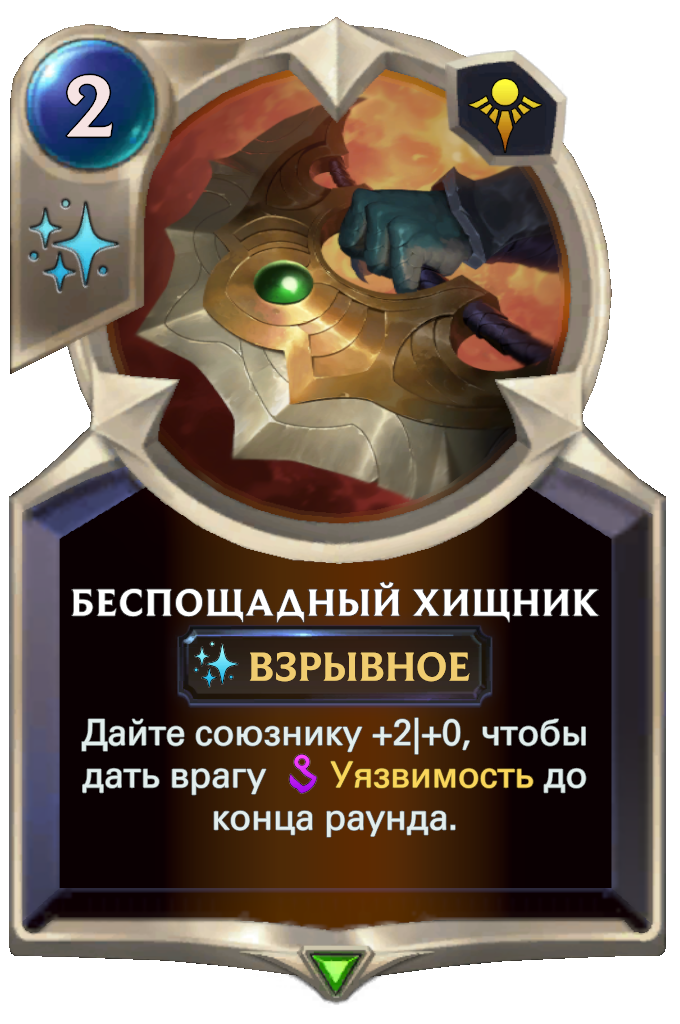 2
БЕСПОЩАДНЫЙ ХИЩНИК
ВЗРЫВНОЕ
Дайте союзнику +2|+0, чтобы
дать врагу Уязвимость до
конца раунда.